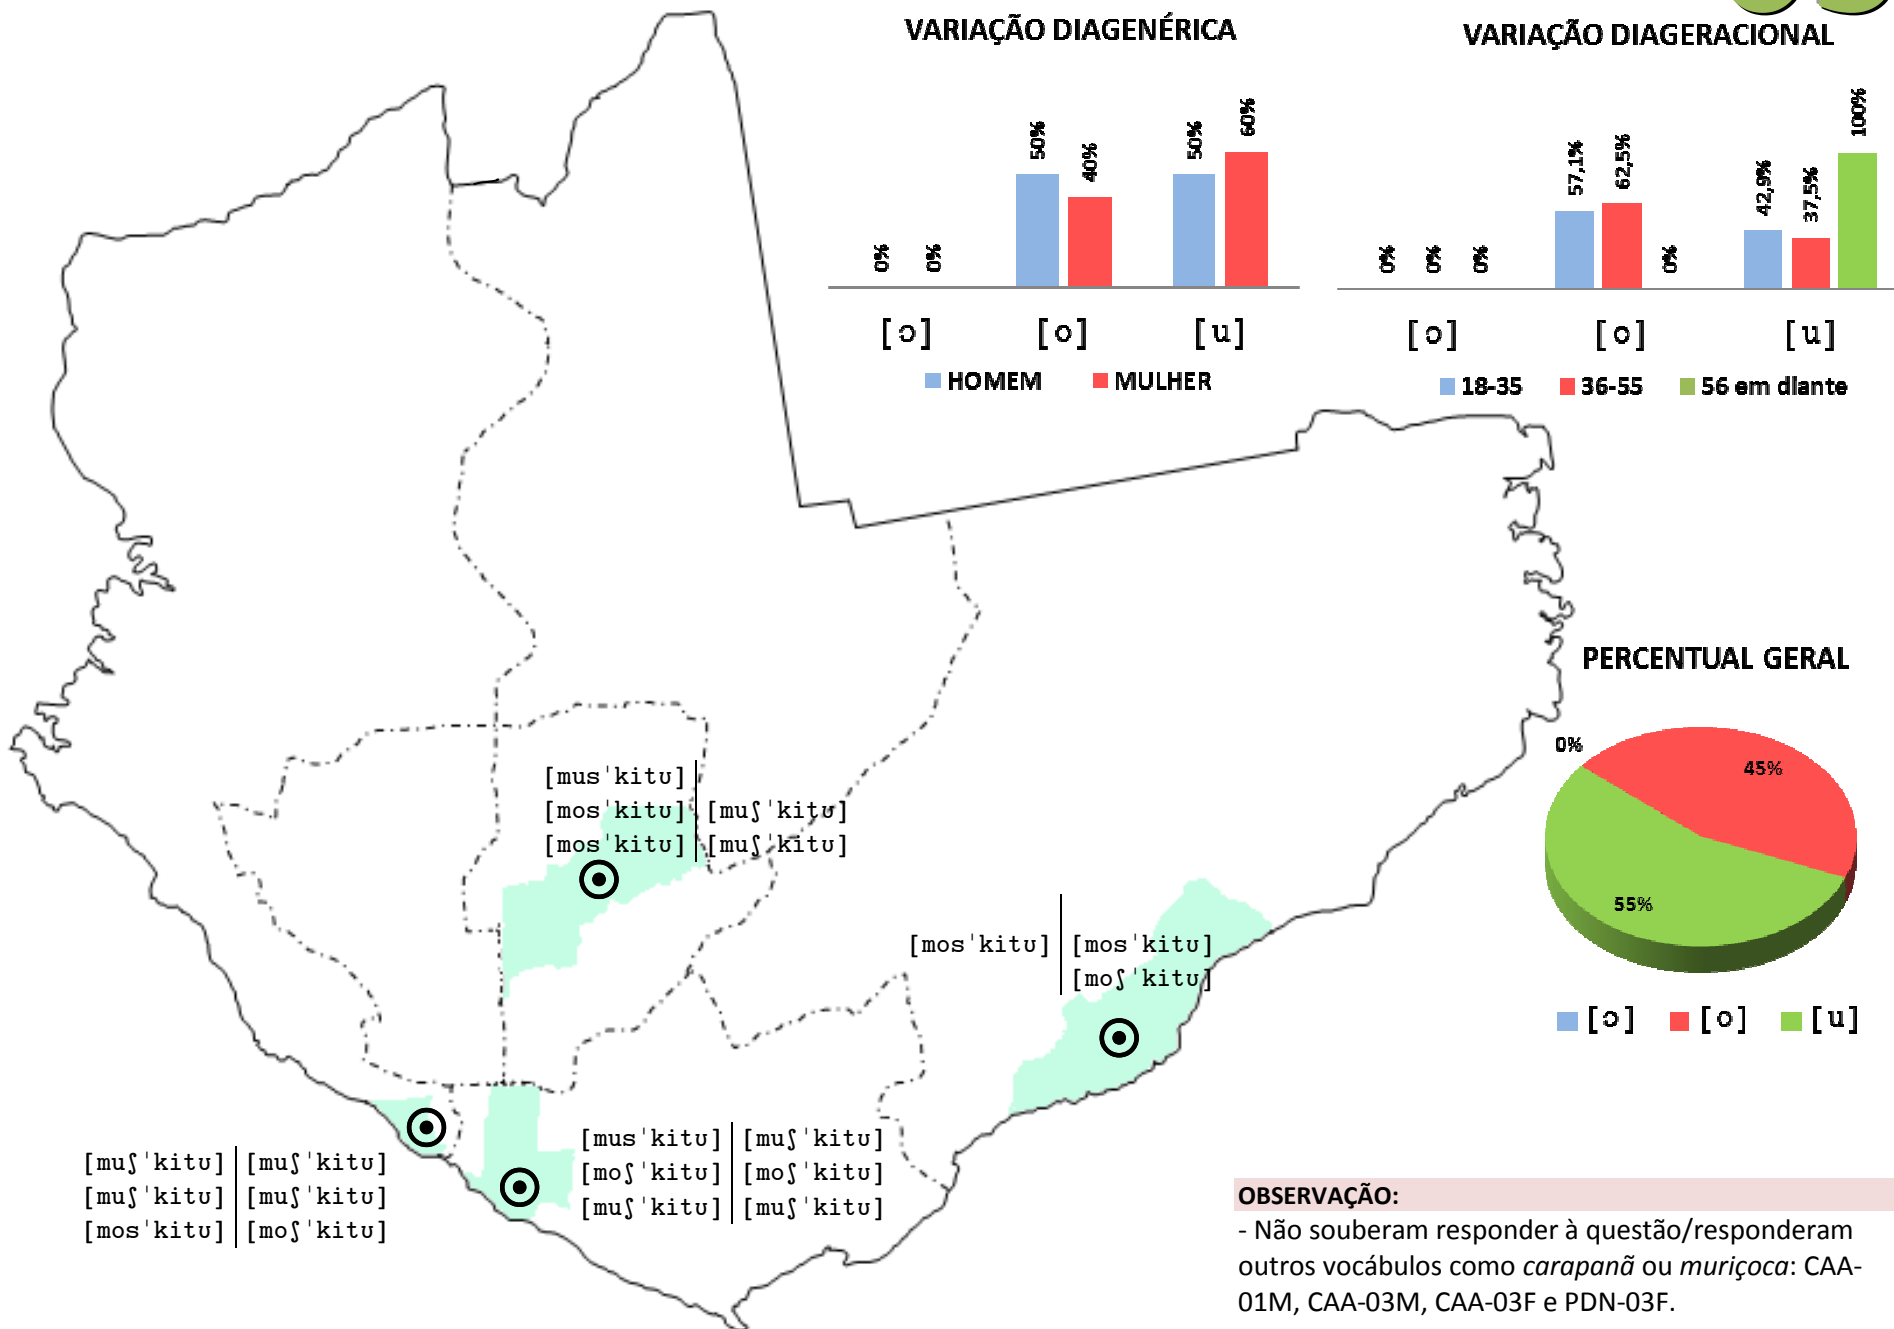 VARIAÇÃO DIAGENÉRICA
50%
40%
50%
60%
0%
0%
[ɔ]
[o]
[u]
HOMEM
MULHER
VARIAÇÃO DIAGERACIONAL
57,1%
62,5%
42,9%
37,5%
100%
0%
0%
0%
0%
[ɔ]
[o]
[u]
18-35
36-55
56 em diante
PERCENTUAL GERAL
0%
45%
55%
[ɔ]
[o]
[u]
[musˈkitʊ]
[mosˈkitʊ] [muʃˈkitʊ]
[mosˈkitʊ] [muʃˈkitʊ]
[mosˈkitʊ] [mosˈkitʊ]
[moʃˈkitʊ]
[musˈkitʊ] [muʃˈkitʊ]
[moʃˈkitʊ] [moʃˈkitʊ]
[muʃˈkitʊ] [muʃˈkitʊ]
[muʃˈkitʊ] [muʃˈkitʊ]
[muʃˈkitʊ] [muʃˈkitʊ]
[mosˈkitʊ] [moʃˈkitʊ]
OBSERVAÇÃO:
- Não souberam responder à questão/responderam
outros vocábulos como carapanã ou muriçoca: CAA-
01M, CAA-03M, CAA-03F e PDN-03F.